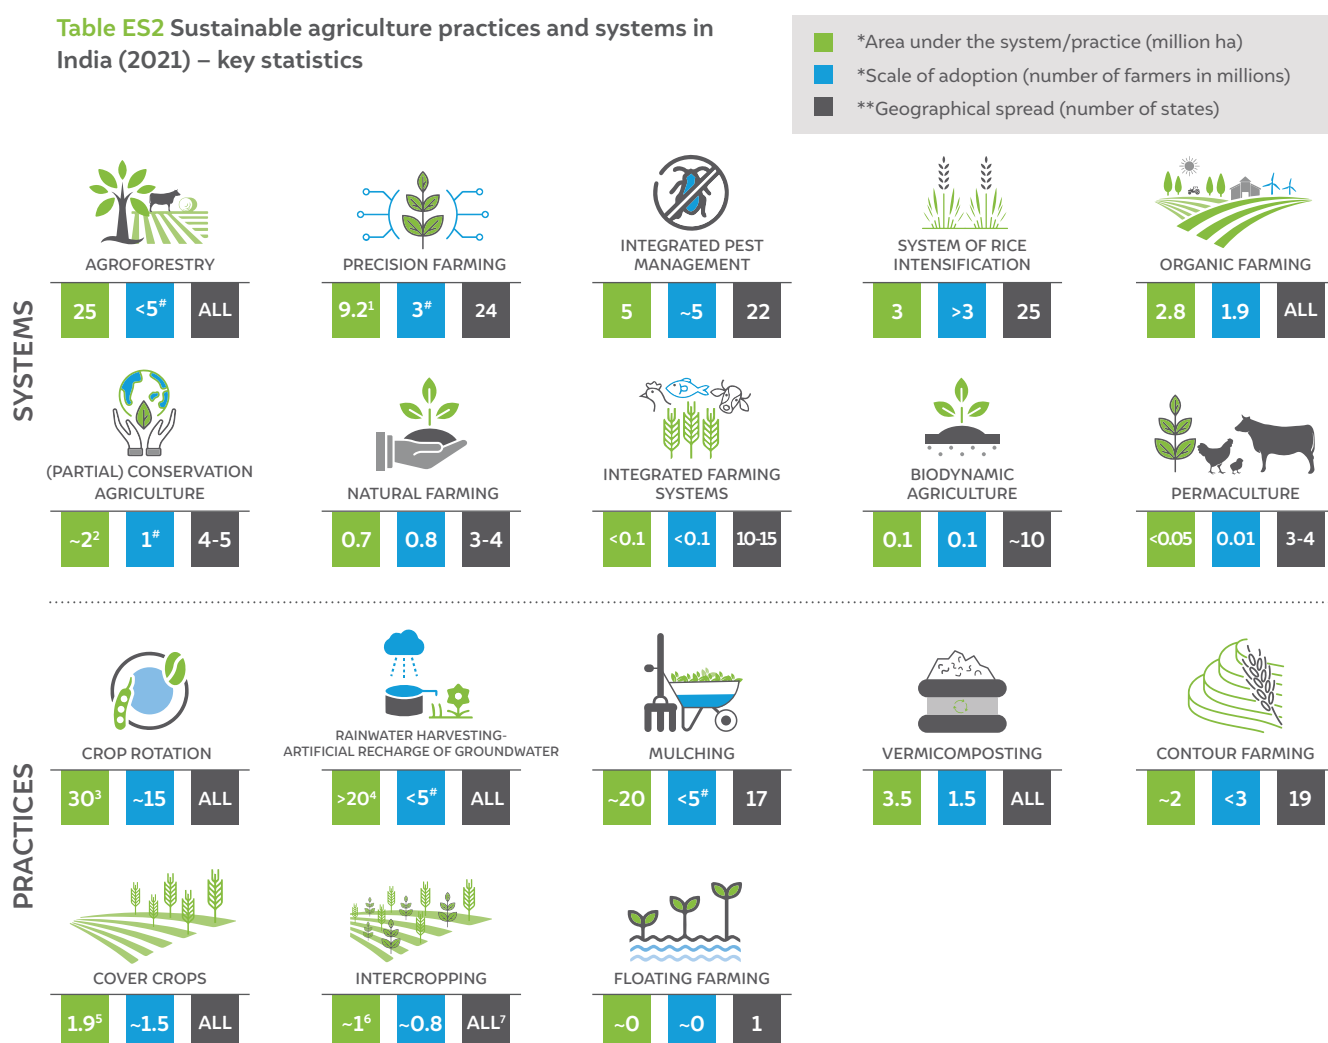 Table ES2 Sustainable agriculture practices and systems in
India (2021) – key statistics
*Area under the system/practice (million ha)
*Scale of adoption (number of farmers in millions)
**Geographical spread (number of states)
SYSTEMS
AGROFORESTRY
25 <5# ALL
PRECISION FARMING
9.2¹ 3# 24
INTEGRATED PEST
MANAGEMENT
5 ~5 22
SYSTEM OF RICE
INTENSIFICATION
3 >3 25
ORGANIC FARMING
2.8 1.9 ALL
(PARTIAL) CONSERVATION
AGRICULTURE
~2² 1# 4-5
NATURAL FARMING
0.7 0.8 3-4
INTEGRATED FARMING
SYSTEMS
<0.1 <0.1 10-15
BIODYNAMIC
AGRICULTURE
0.1 0.1 ~10
PERMACULTURE
<0.05 0.01 3-4
PRACTICES
CROP ROTATION
30³ ~15 ALL
RAINWATER HARVESTING-
ARTIFICIAL RECHARGE OF GROUNDWATER
>20⁴ <5# ALL
MULCHING
~20 <5# 17
VERMICOMPOSTING
3.5 1.5 ALL
CONTOUR FARMING
~2 <3 19
COVER CROPS
1.9⁵ ~1.5 ALL
INTERCROPPING
~1⁶ ~0.8 ALL⁷
FLOATING FARMING
~0 ~0 1